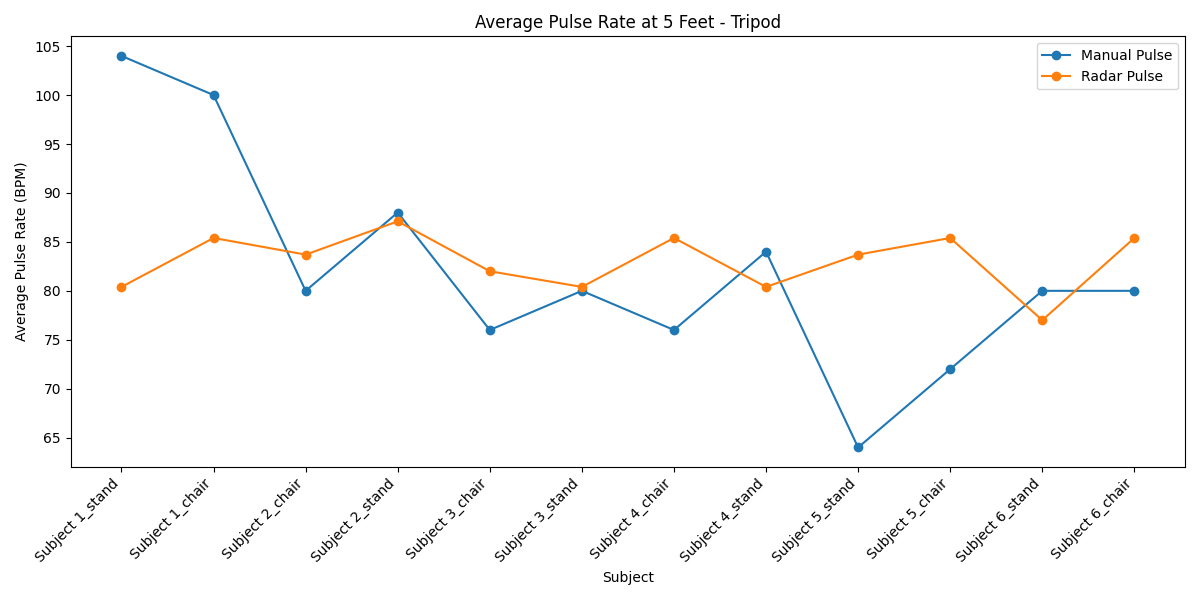 Average Pulse Rate at 5 Feet - Tripod
Manual Pulse
Radar Pulse
Average Pulse Rate (BPM)
105
100
95
90
85
80
75
70
65
Subject 1_stand
Subject 1_chair
Subject 2_chair
Subject 2_stand
Subject 3_chair
Subject 3_stand
Subject 4_chair
Subject 4_stand
Subject 5_stand
Subject 5_chair
Subject 6_stand
Subject 6_chair
Subject